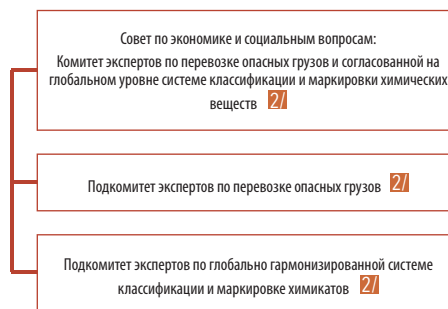 Совет по экономике и социальным вопросам:
Комитет экспертов по перевозке опасных грузов и согласованной на
глобальном уровне системе классификации и маркировки химических
веществ 2/
Подкомитет экспертов по перевозке опасных грузов 2/
Подкомитет экспертов по глобально гармонизированной системе
классификации и маркировке химикатов 2/